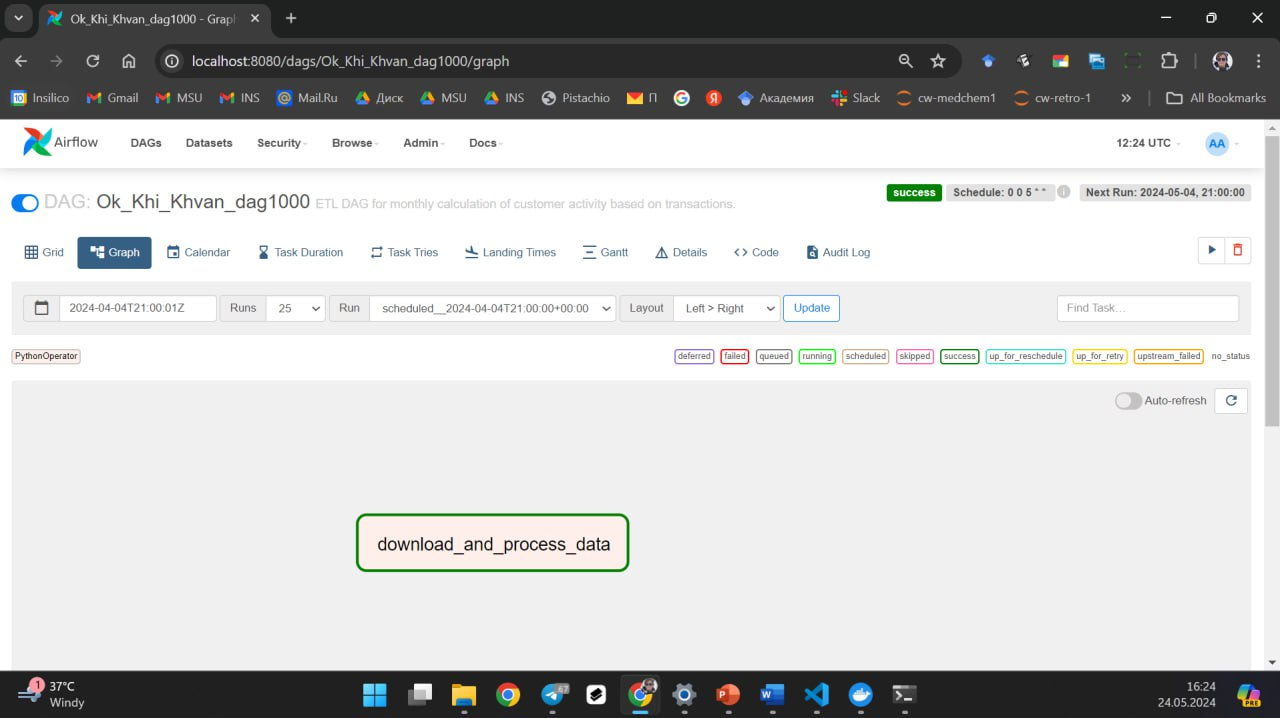 Ok_Khi_Khvan_dag1000 - Grap
localhost:8080/dags/Ok_Khi_Khvan_dag1000/graph
10 Insilico Gmail MSU INS @ Mail.Ru Диск MSU INS Pistachio П G Я Академия Slack cw-medchem1 cw-retro-1 » All Bookmarks
Airflow DAGs Datasets Security Browse Admin Docs 12:24 UTC AA
DAG: Ok_Khi_Khvan_dag1000 ETL DAG for monthly calculation of customer activity based on transactions. success Schedule: 0 0 5 * * i Next Run: 2024-05-04, 21:00:00
Grid Graph Calendar Task Duration Task Tries Landing Times Gantt Details <> Code Audit Log
2024-04-04T21:00:01Z Runs 25 Run scheduled__2024-04-04T21:00:00+00:00 Layout Left > Right Update Find Task…
PythonOperator deferred failed queued running scheduled skipped success up_for_reschedule up_for_retry upstream_failed no_status
Auto-refresh
download_and_process_data
1 37°C 67 16:24
Windy 24.05.2024 PRE